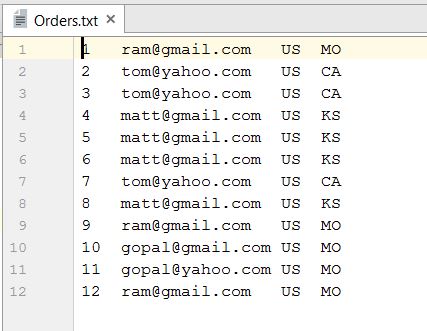 Orders.txt ×
1 1 ram@gmail.com US MO
2 2 tom@yahoo.com US CA
3 3 tom@yahoo.com US CA
4 4 matt@gmail.com US KS
5 5 matt@gmail.com US KS
6 6 matt@gmail.com US KS
7 7 tom@yahoo.com US CA
8 8 matt@gmail.com US KS
9 9 ram@gmail.com US MO
10 10 gopal@gmail.com US MO
11 11 gopal@yahoo.com US MO
12 12 ram@gmail.com US MO